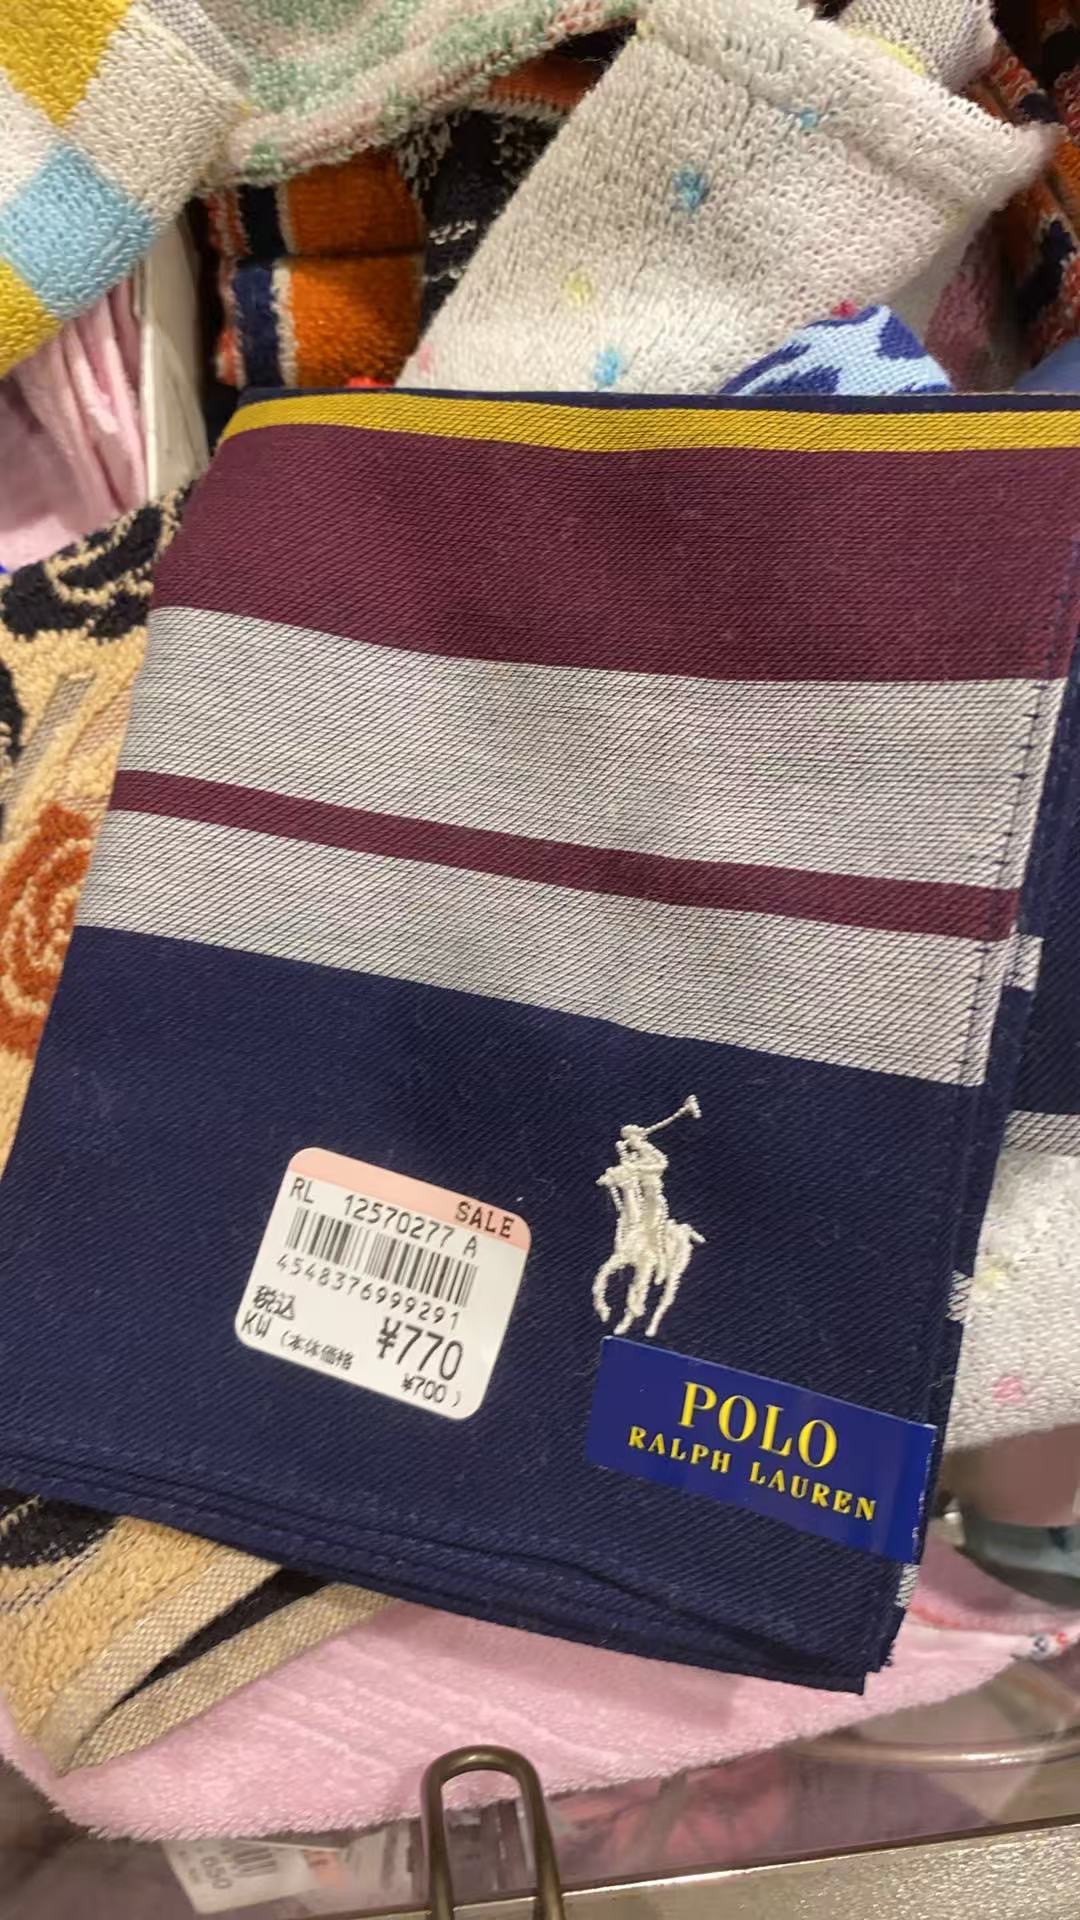 SALE
RL 12570277 A
4548376999291
税込 ¥770
KW (本体価格
¥700)
POLO
RALPH LAUREN